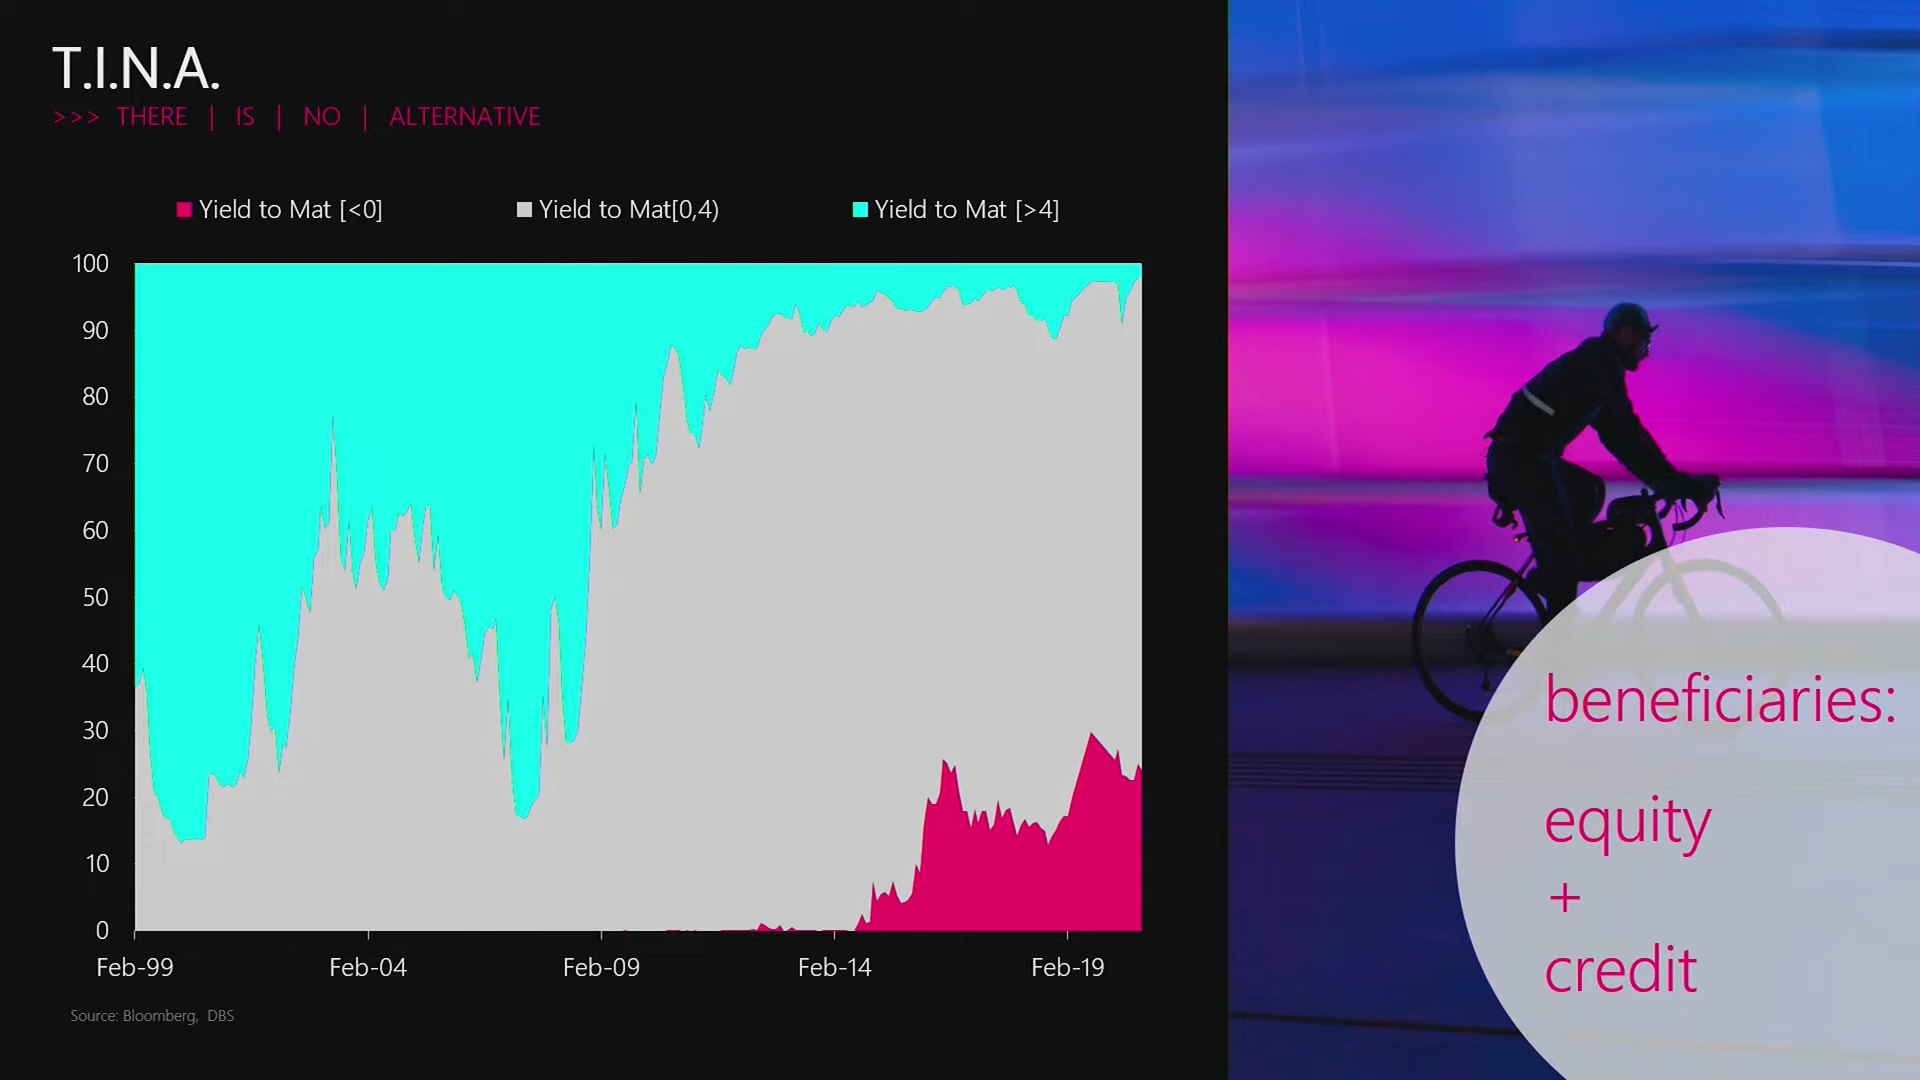 T.I.N.A.
>>> THERE | IS | NO | ALTERNATIVE
Yield to Mat [<0] Yield to Mat[0,4) Yield to Mat [>4]
100
90
80
70
60
50
40
30
20
10
0
Feb-99 Feb-04 Feb-09 Feb-14 Feb-19
Source: Bloomberg, DBS
beneficiaries:
equity
+
credit